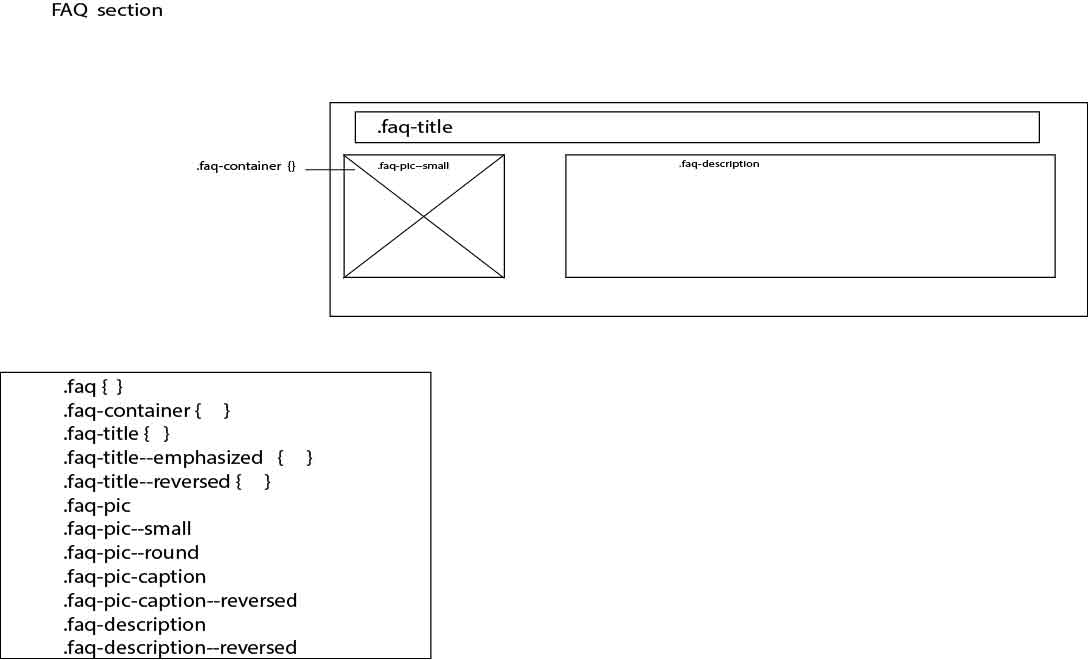 FAQ section
.faq-title
.faq-container {}
.faq-pic--small
.faq-description
.faq { }
.faq-container { }
.faq-title { }
.faq-title--emphasized { }
.faq-title--reversed { }
.faq-pic
.faq-pic--small
.faq-pic--round
.faq-pic-caption
.faq-pic-caption--reversed
.faq-description
.faq-description--reversed